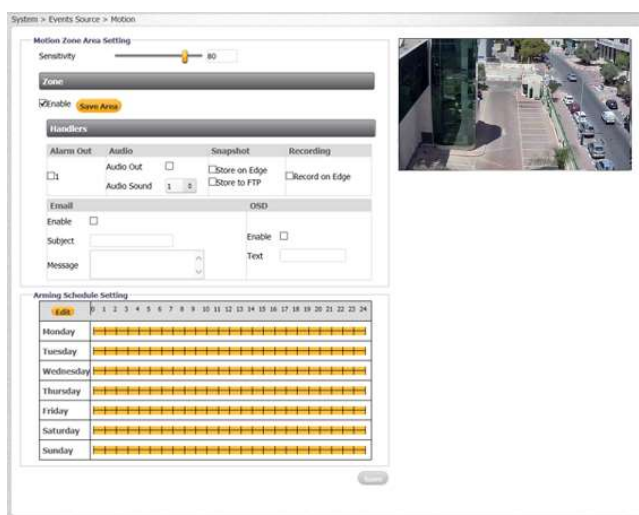 System > Events Source > Motion
Motion Zone Area Setting
Sensitivity 80
Zone
Enable Save Area
Handlers
Alarm Out Audio Snapshot Recording
1 Audio Out Store on Edge Record on Edge
Audio Sound 1 Store to FTP
Email OSD
Enable
Subject Enable
Message Text
Arming Schedule Setting
Edit 0 1 2 3 4 5 6 7 8 9 10 11 12 13 14 15 16 17 18 19 20 21 22 23 24
Monday
Tuesday
Wednesday
Thursday
Friday
Saturday
Sunday
Save